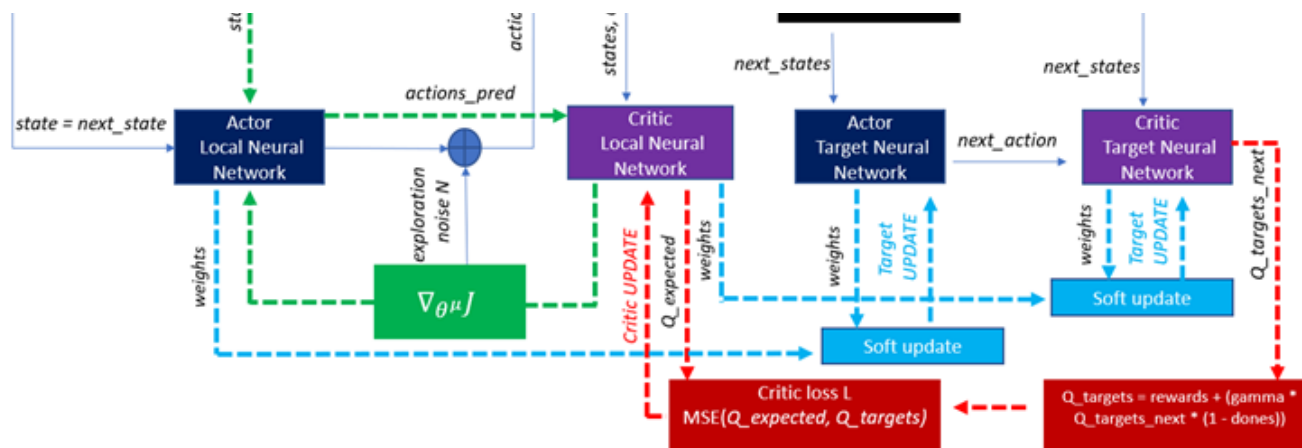 next_states
next_states
state = next_state
actions_pred
Actor
Local Neural
Network
Critic
Local Neural
Network
Actor
Target Neural
Network
next_action
Critic
Target Neural
Network
exploration
noise N
weights
Critic UPDATE
Q_expected
weights
weights
Target
UPDATE
weights
Target
UPDATE
Q_targets_next
∇θμJ
Soft update
Soft update
Critic loss L
MSE(Q_expected, Q_targets)
Q_targets = rewards + (gamma *
Q_targets_next * (1 - dones))
states,